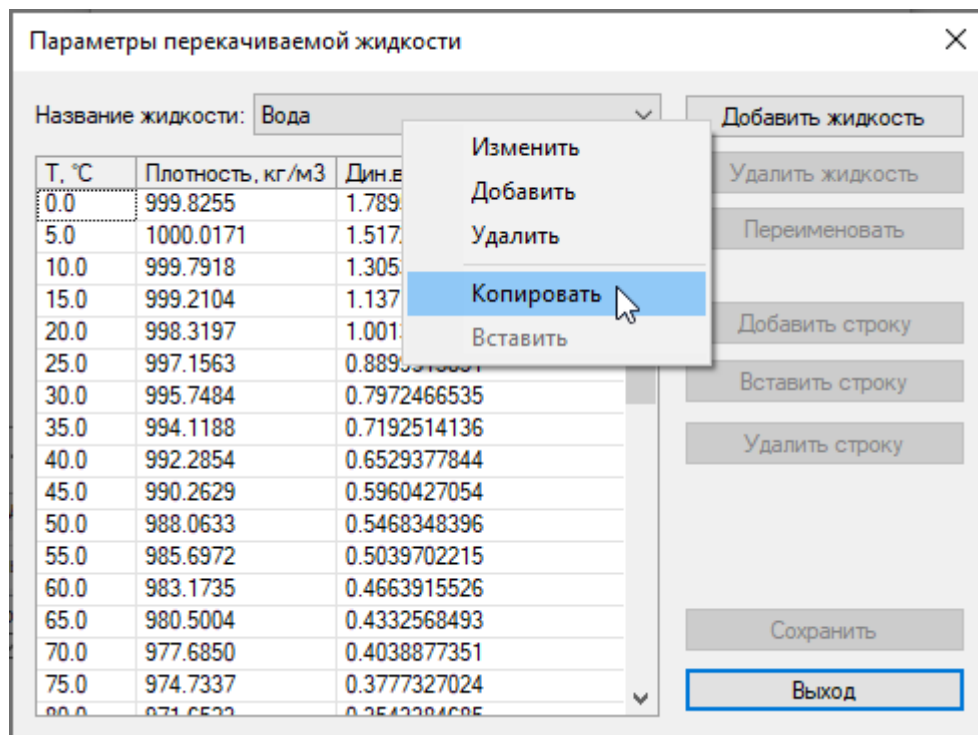 Параметры перекачиваемой жидкости
Название жидкости: Вода
Добавить жидкость
Удалить жидкость
Переименовать
Добавить строку
Вставить строку
Удалить строку
Сохранить
Выход
Изменить
Добавить
Удалить
Копировать
Вставить
T, °C Плотность, кг/м3
0.0 999.8255
5.0 1000.0171
10.0 999.7918
15.0 999.2104
20.0 998.3197
25.0 997.1563
30.0 995.7484 0.7972466535
35.0 994.1188 0.7192514136
40.0 992.2854 0.6529377844
45.0 990.2629 0.5960427054
50.0 988.0633 0.5468348396
55.0 985.6972 0.5039702215
60.0 983.1735 0.4663915526
65.0 980.5004 0.4332568493
70.0 977.6850 0.4038877351
75.0 974.7337 0.3777327024